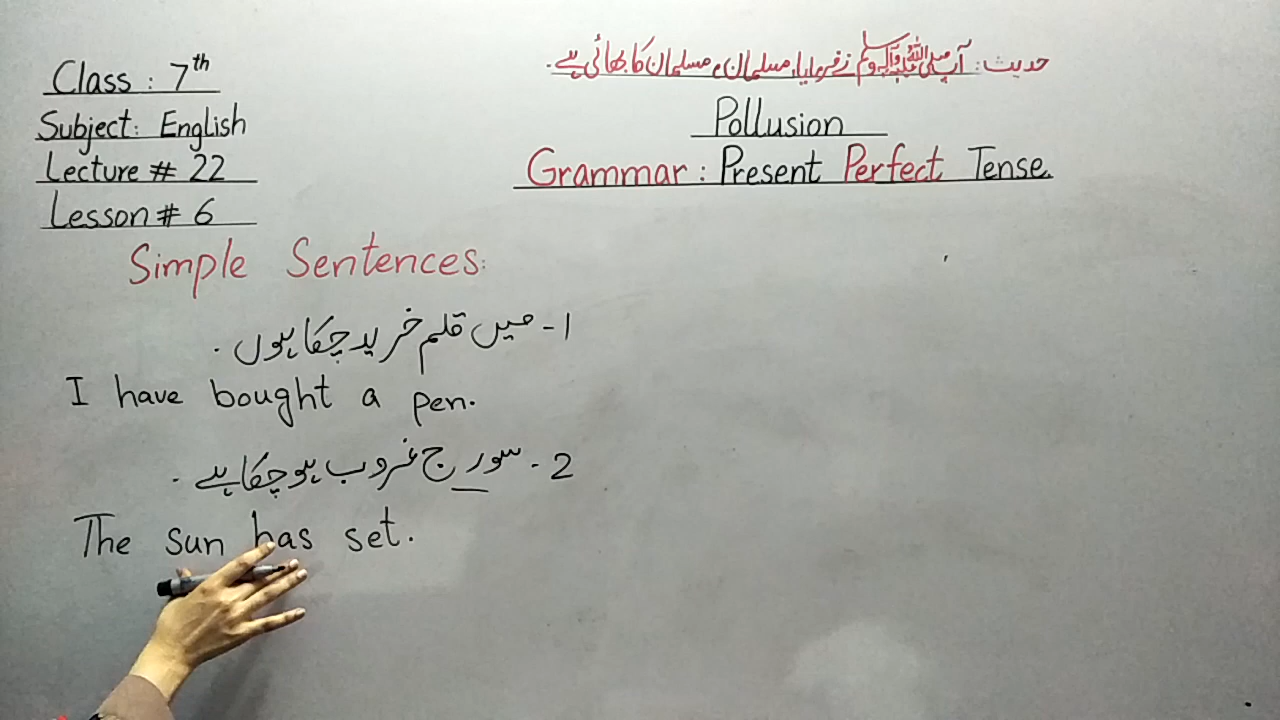 Class : 7th
Subject: English
Lecture # 22
Lesson # 6
حدیث: آپ صلی اللہ علیہ وسلم نے فرمایا، مسلمان، مسلمان کا بھائی ہے۔
Pollusion
Grammar : Present Perfect Tense.
Simple Sentences:
1- میں قلم خرید چکا ہوں .
I have bought a pen.
2- سورج غروب ہو چکا ہے .
The sun has set.